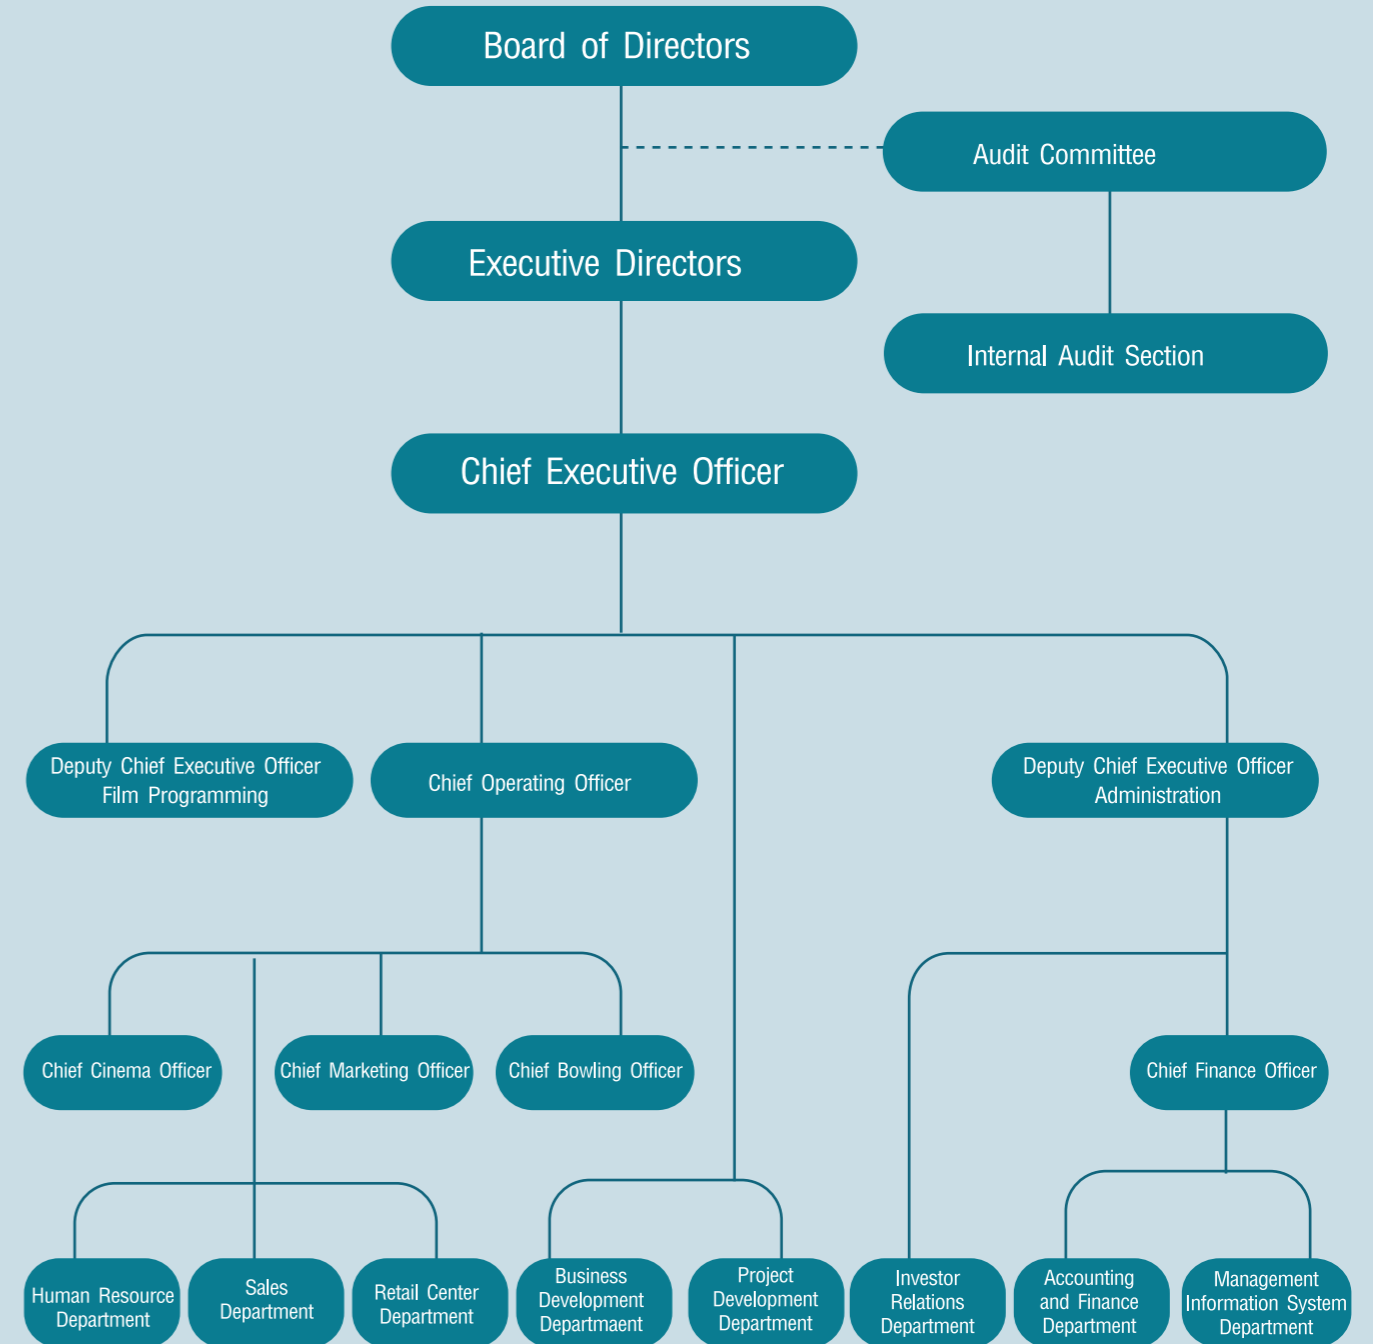 Board of Directors
Audit Committee
Executive Directors
Internal Audit Section
Chief Executive Officer
Deputy Chief Executive Officer
Film Programming
Chief Operating Officer
Deputy Chief Executive Officer
Administration
Chief Cinema Officer
Chief Marketing Officer
Chief Bowling Officer
Chief Finance Officer
Human Resource
Department
Sales
Department
Retail Center
Department
Business
Development
Departmaent
Project
Development
Department
Investor
Relations
Department
Accounting
and Finance
Department
Management
Information System
Department